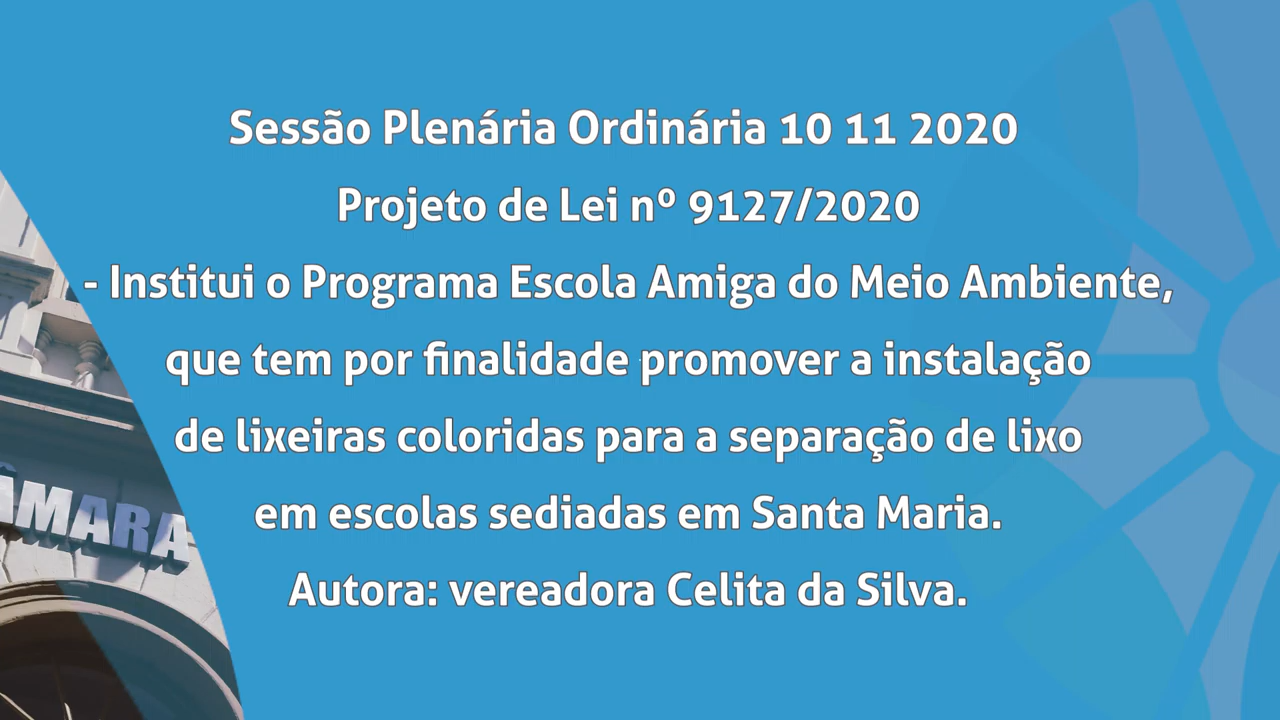 Sessão Plenária Ordinária 10 11 2020
Projeto de Lei nº 9127/2020
- Institui o Programa Escola Amiga do Meio Ambiente,
que tem por finalidade promover a instalação
de lixeiras coloridas para a separação de lixo
em escolas sediadas em Santa Maria.
Autora: vereadora Celita da Silva.